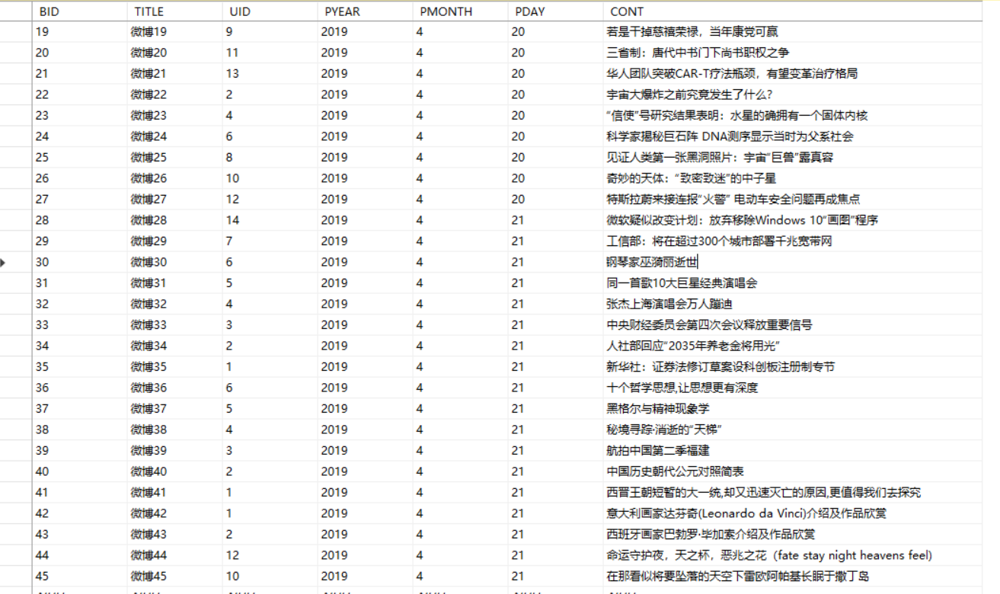 BID TITLE UID PYEAR PMONTH PDAY CONT
19 微博19 9 2019 4 20 若是干掉慈禧荣禄，当年康党可赢
20 微博20 11 2019 4 20 三省制：唐代中书门下尚书职权之争
21 微博21 13 2019 4 20 华人团队突破CAR-T疗法瓶颈，有望变革治疗格局
22 微博22 2 2019 4 20 宇宙大爆炸之前究竟发生了什么?
23 微博23 4 2019 4 20 “信使”号研究结果表明：水星的确拥有一个固体内核
24 微博24 6 2019 4 20 科学家揭秘巨石阵 DNA测序显示当时为父系社会
25 微博25 8 2019 4 20 见证人类第一张黑洞照片：宇宙“巨兽”露真容
26 微博26 10 2019 4 20 奇妙的天体：“致密致迷”的中子星
27 微博27 12 2019 4 20 特斯拉蔚来接连报“火警” 电动车安全问题再成焦点
28 微博28 14 2019 4 21 微软疑似改变计划：放弃移除Windows 10“画图”程序
29 微博29 7 2019 4 21 工信部：将在超过300个城市部署千兆宽带网
30 微博30 6 2019 4 21 钢琴家巫漪丽逝世
31 微博31 5 2019 4 21 同一首歌10大巨星经典演唱会
32 微博32 4 2019 4 21 张杰上海演唱会万人蹦迪
33 微博33 3 2019 4 21 中央财经委员会第四次会议释放重要信号
34 微博34 2 2019 4 21 人社部回应“2035年养老金将用光”
35 微博35 1 2019 4 21 新华社：证券法修订草案设科创板注册制专节
36 微博36 6 2019 4 21 十个哲学思想,让思想更有深度
37 微博37 5 2019 4 21 黑格尔与精神现象学
38 微博38 4 2019 4 21 秘境寻踪·消逝的“天梯”
39 微博39 3 2019 4 21 航拍中国第二季福建
40 微博40 2 2019 4 21 中国历史朝代公元对照简表
41 微博41 1 2019 4 21 西晋王朝短暂的大一统,却又迅速灭亡的原因,更值得我们去探究
42 微博42 1 2019 4 21 意大利画家达芬奇(Leonardo da Vinci)介绍及作品欣赏
43 微博43 2 2019 4 21 西班牙画家巴勃罗·毕加索介绍及作品欣赏
44 微博44 12 2019 4 21 命运守护夜，天之杯，恶兆之花（fate stay night heavens feel)
45 微博45 10 2019 4 21 在那看似将要坠落的天空下雷欧阿帕基长眠于撒丁岛